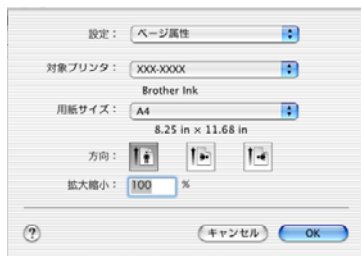 設定： ページ属性
対象プリンタ： XXX-XXXX
Brother Ink
用紙サイズ： A4
8.25 in × 11.68 in
方向：
拡大縮小： 100 %
? キャンセル OK